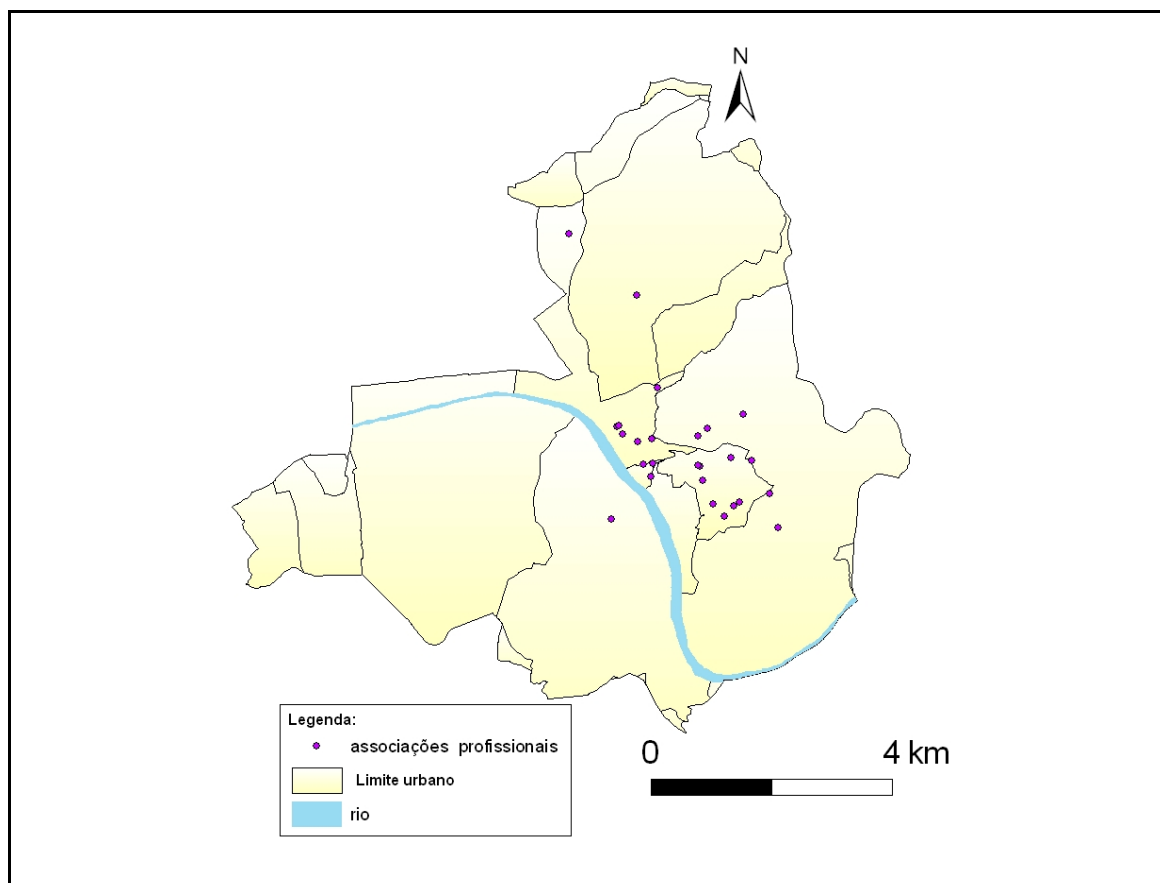 N
0 4 km
Legenda:
associações profissionais
Limite urbano
rio